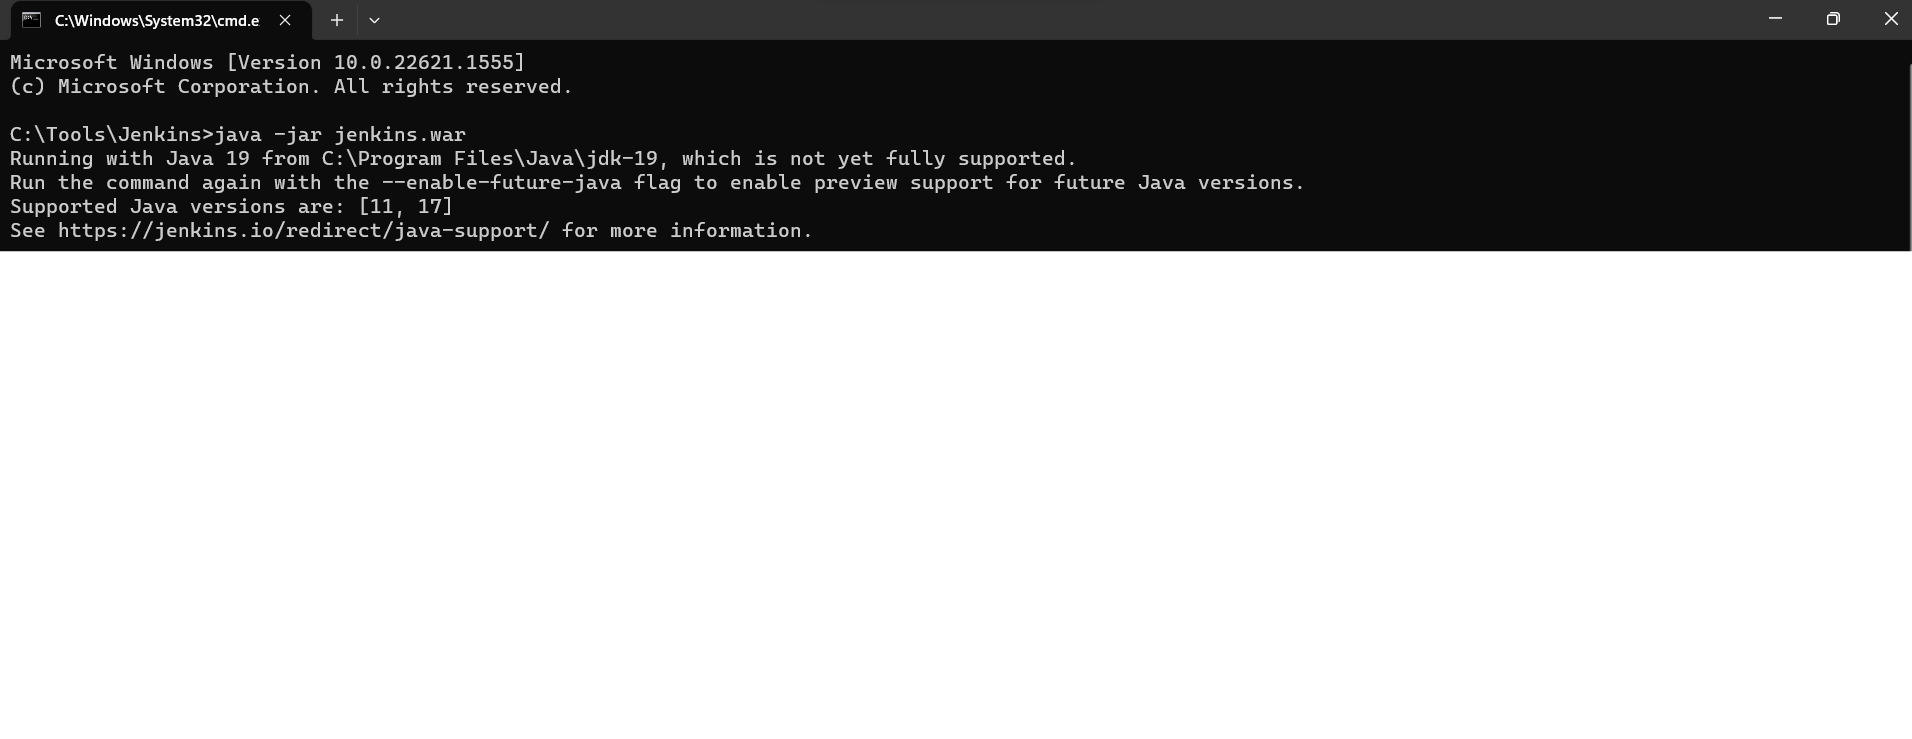 C:\Windows\System32\cmd.e
Microsoft Windows [Version 10.0.22621.1555]
(c) Microsoft Corporation. All rights reserved.
C:\Tools\Jenkins>java -jar jenkins.war
Running with Java 19 from C:\Program Files\Java\jdk-19, which is not yet fully supported.
Run the command again with the --enable-future-java flag to enable preview support for future Java versions.
Supported Java versions are: [11, 17]
See https://jenkins.io/redirect/java-support/ for more information.